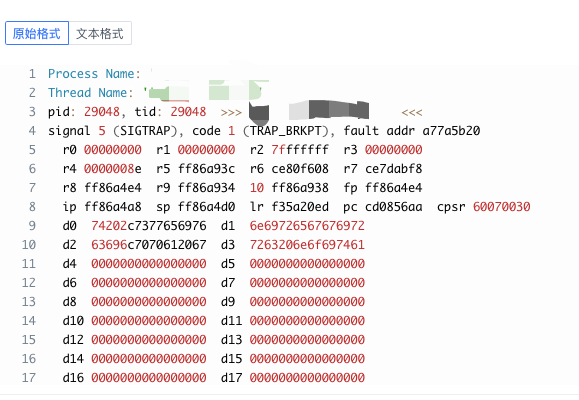 原始格式 文本格式
1 Process Name: '
2 Thread Name: '
3 pid: 29048, tid: 29048 >>> <<<
4 signal 5 (SIGTRAP), code 1 (TRAP_BRKPT), fault addr a77a5b20
5 r0 00000000 r1 00000000 r2 7fffffff r3 00000000
6 r4 0000008e r5 ff86a93c r6 ce80f608 r7 ce7dabf8
7 r8 ff86a4e4 r9 ff86a934 10 ff86a938 fp ff86a4e4
8 ip ff86a4a8 sp ff86a4d0 lr f35a20ed pc cd0856aa cpsr 60070030
9 d0 74202c7377656976 d1 6e69726567676972
10 d2 63696c7070612067 d3 7263206e6f697461
11 d4 0000000000000000 d5 0000000000000000
12 d6 0000000000000000 d7 0000000000000000
13 d8 0000000000000000 d9 0000000000000000
14 d10 0000000000000000 d11 0000000000000000
15 d12 0000000000000000 d13 0000000000000000
16 d14 0000000000000000 d15 0000000000000000
17 d16 0000000000000000 d17 0000000000000000